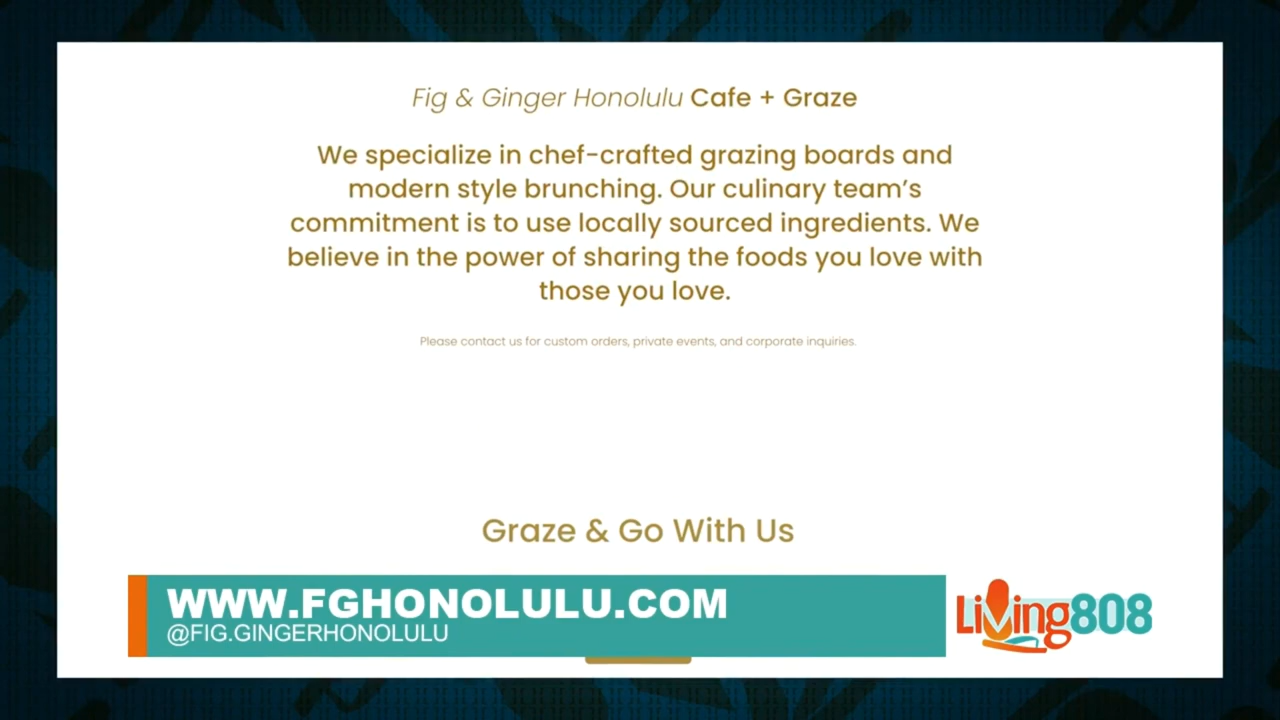 Fig & Ginger Honolulu Cafe + Graze
We specialize in chef-crafted grazing boards and
modern style brunching. Our culinary team’s
commitment is to use locally sourced ingredients. We
believe in the power of sharing the foods you love with
those you love.
Please contact us for custom orders, private events, and corporate inquiries.
Graze & Go With Us
WWW.FGHONOLULU.COM
@FIG.GINGERHONOLULU
Living808